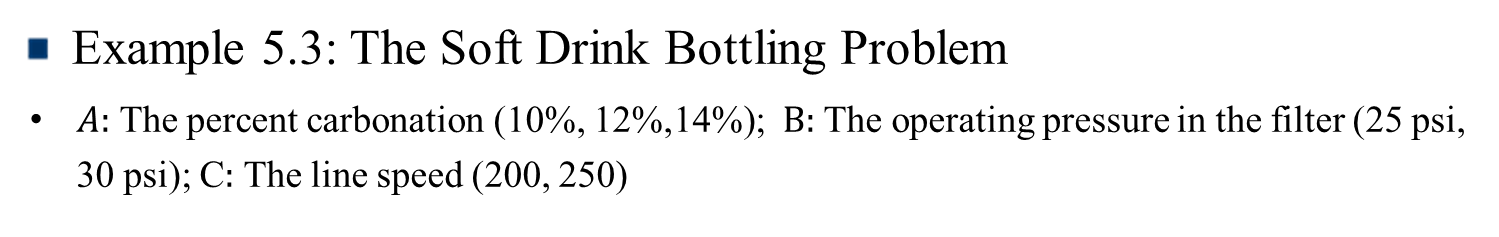 Example 5.3: The Soft Drink Bottling Problem
A: The percent carbonation (10%, 12%,14%); B: The operating pressure in the filter (25 psi,
30 psi); C: The line speed (200, 250)